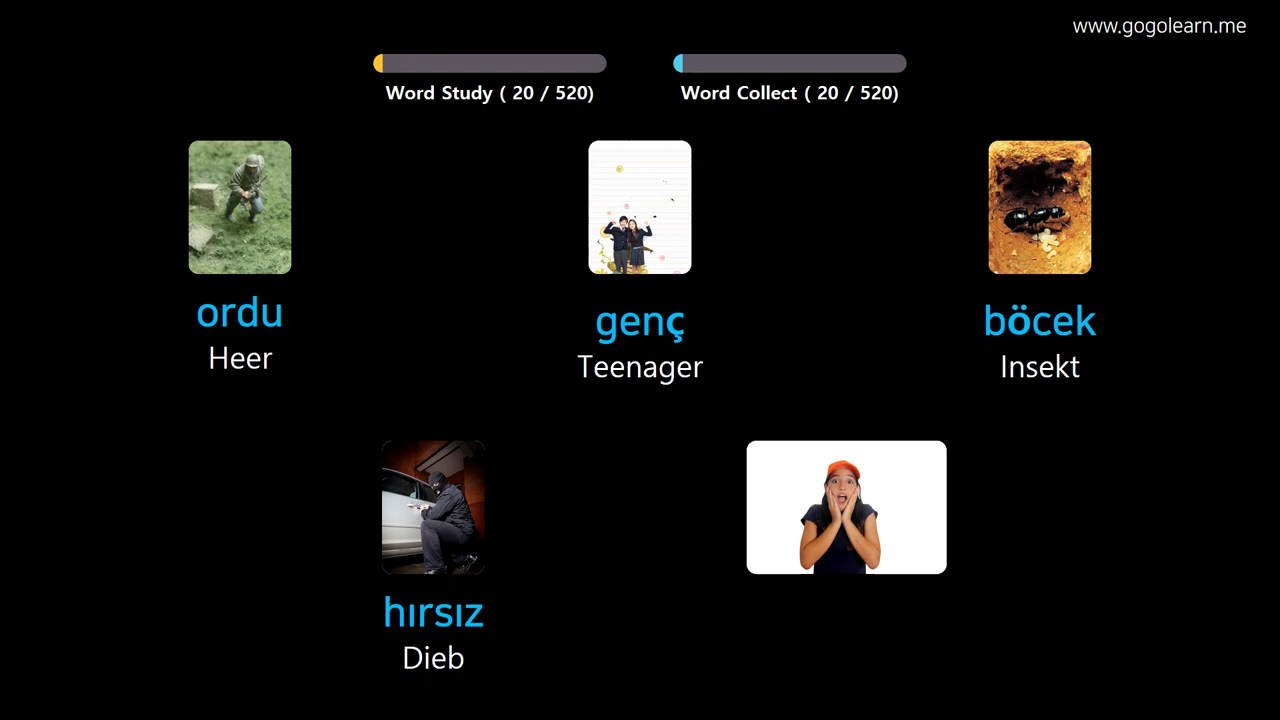 www.gogolearn.me
Word Study ( 20 / 520)
Word Collect ( 20 / 520)
ordu
Heer
genç
Teenager
böcek
Insekt
hırsız
Dieb